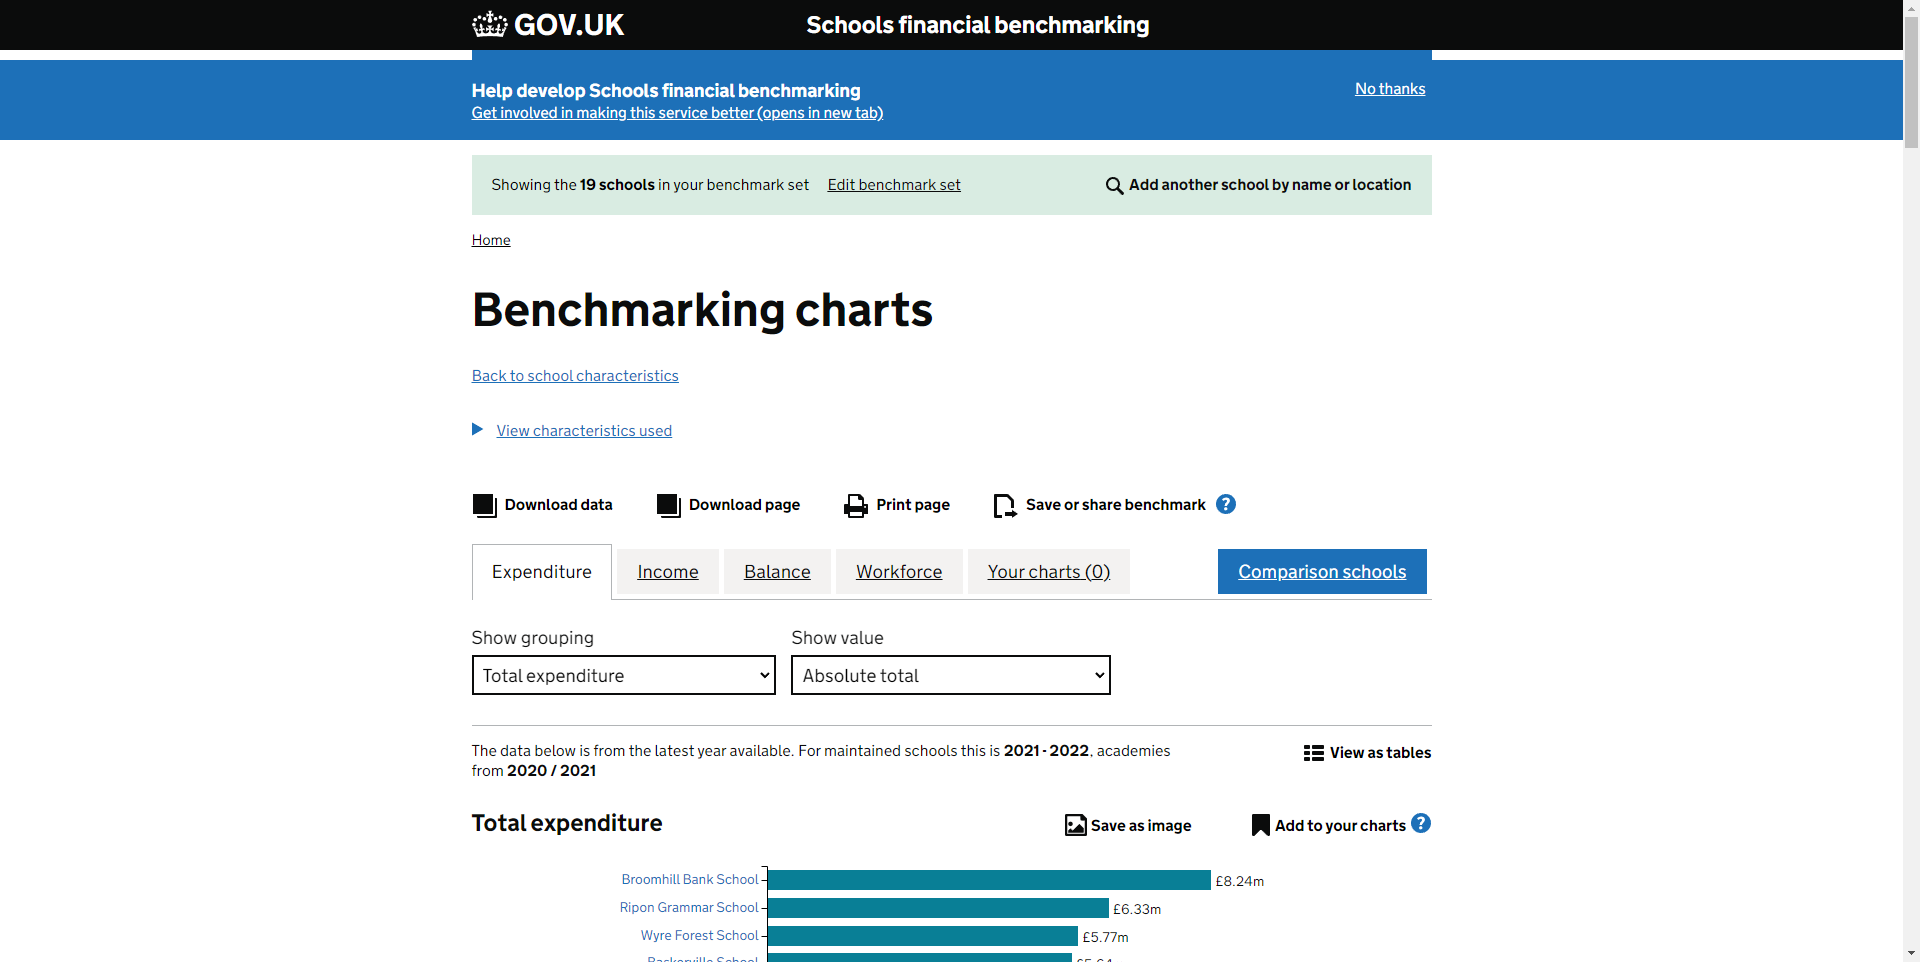 GOV.UK
Schools financial benchmarking
Help develop Schools financial benchmarking
No thanks
Get involved in making this service better (opens in new tab)
Showing the 19 schools in your benchmark set Edit benchmark set
Add another school by name or location
Home
Benchmarking charts
Back to school characteristics
View characteristics used
Download data
Download page
Print page
Save or share benchmark ?
Expenditure
Income
Balance
Workforce
Your charts (0)
Comparison schools
Show grouping
Show value
Total expenditure
Absolute total
The data below is from the latest year available. For maintained schools this is 2021 - 2022, academies
from 2020 / 2021
View as tables
Total expenditure
Save as image
Add to your charts ?
Broomhill Bank School
£8.24m
Ripon Grammar School
£6.33m
Wyre Forest School
£5.77m
Baskerville School